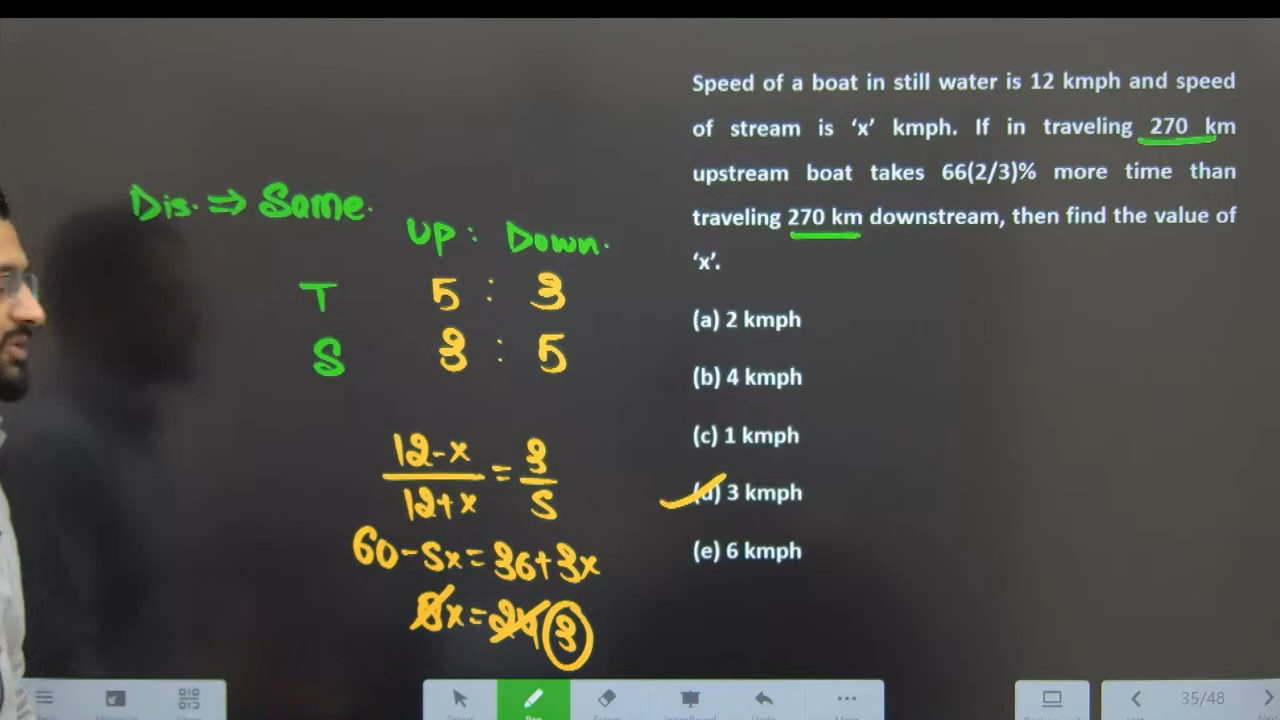 Speed of a boat in still water is 12 kmph and speed
of stream is ‘x’ kmph. If in traveling 270 km
upstream boat takes 66(2/3)% more time than
traveling 270 km downstream, then find the value of
‘x’.
(a) 2 kmph
(b) 4 kmph
(c) 1 kmph
(d) 3 kmph
(e) 6 kmph
Dis. ⇒ Same.
Up : Down.
T 5 : 3
S 3 : 5
12-x/12+x = 3/5
60-5x=36+3x
8x=24 3
35/48